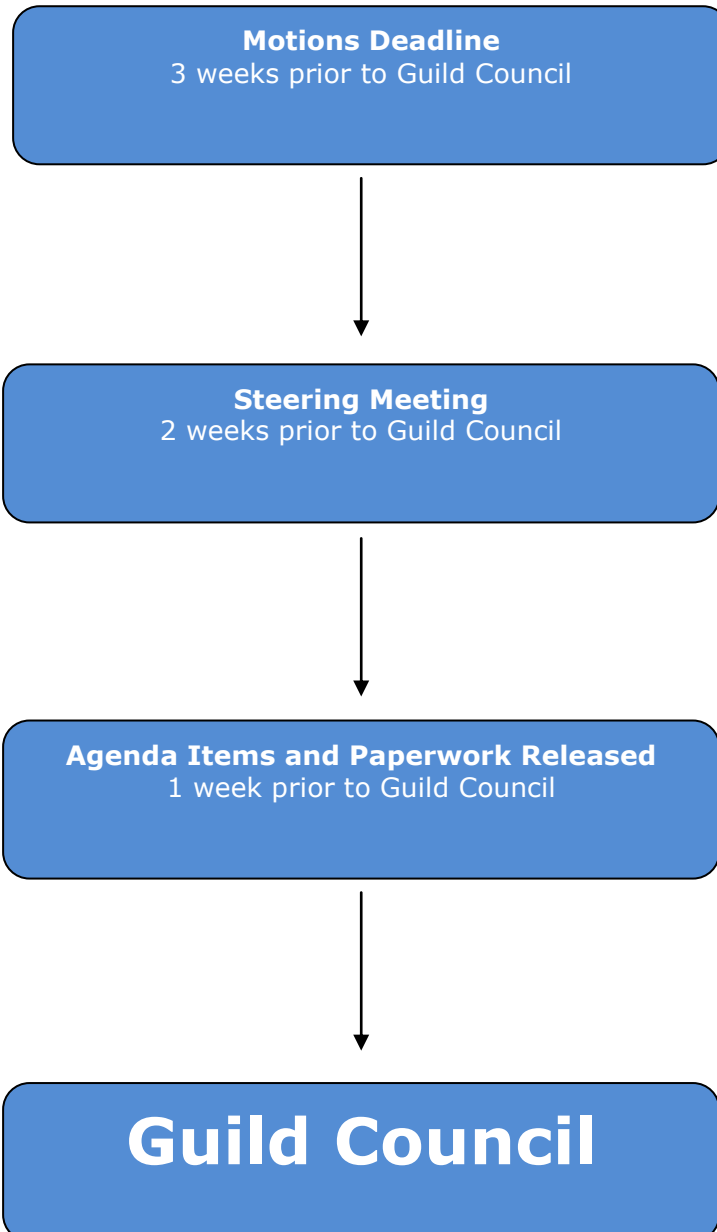 Motions Deadline
3 weeks prior to Guild Council
Steering Meeting
2 weeks prior to Guild Council
Agenda Items and Paperwork Released
1 week prior to Guild Council
Guild Council